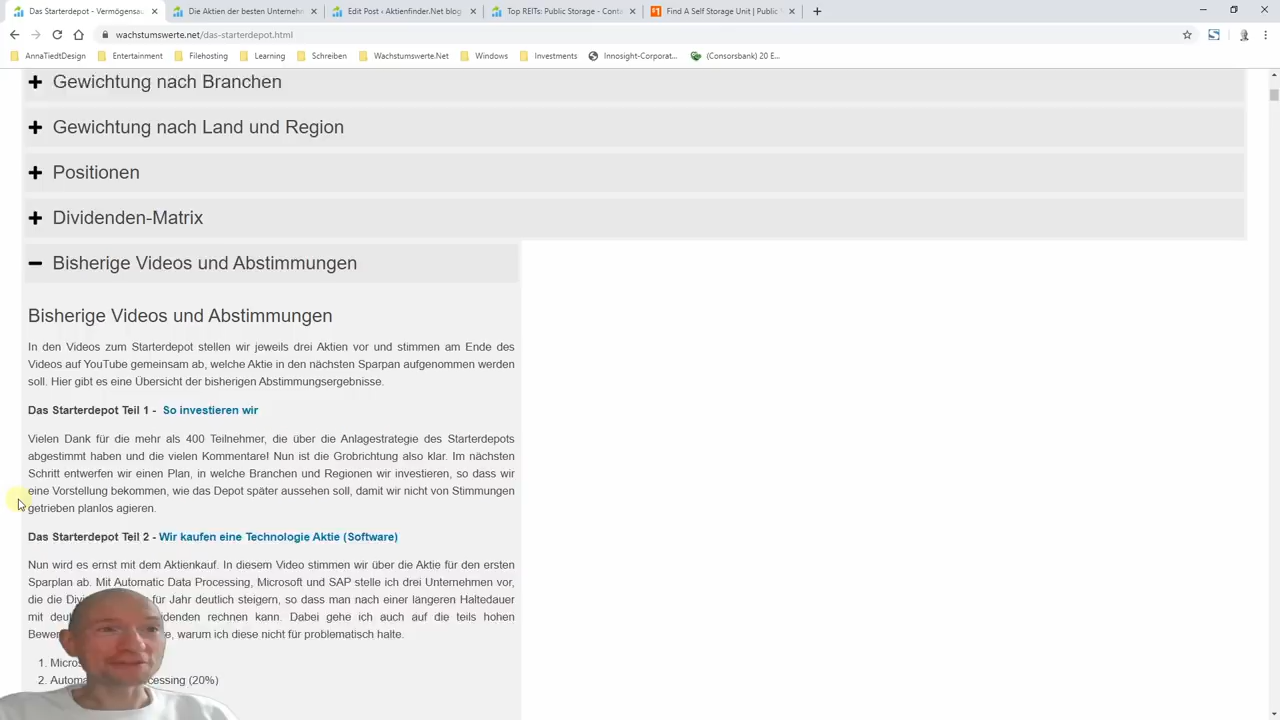 Das Starterdepot - Vermögensau
Die Aktien der besten Unternehm
Edit Post ‹ Aktienfinder.Net blog
Top REITs: Public Storage - Conta
Find A Self Storage Unit | Public S
wachstumswerte.net/das-starterdepot.html
AnnaTiedtDesign
Entertainment
Filehosting
Learning
Schreiben
Wachstumswerte.Net
Windows
Investments
Innosight-Corporat...
(Consorsbank) 20 E...
Gewichtung nach Branchen
Gewichtung nach Land und Region
Positionen
Dividenden-Matrix
Bisherige Videos und Abstimmungen
Bisherige Videos und Abstimmungen
In den Videos zum Starterdepot stellen wir jeweils drei Aktien vor und stimmen am Ende des
Videos auf YouTube gemeinsam ab, welche Aktie in den nächsten Sparpan aufgenommen werden
soll. Hier gibt es eine Übersicht der bisherigen Abstimmungsergebnisse.
Das Starterdepot Teil 1 - So investieren wir
Vielen Dank für die mehr als 400 Teilnehmer, die über die Anlagestrategie des Starterdepots
abgestimmt haben und die vielen Kommentare! Nun ist die Grobrichtung also klar. Im nächsten
Schritt entwerfen wir einen Plan, in welche Branchen und Regionen wir investieren, so dass wir
eine Vorstellung bekommen, wie das Depot später aussehen soll, damit wir nicht von Stimmungen
getrieben planlos agieren.
Das Starterdepot Teil 2 - Wir kaufen eine Technologie Aktie (Software)
Nun wird es ernst mit dem Aktienkauf. In diesem Video stimmen wir über die Aktie für den ersten
Sparplan ab. Mit Automatic Data Processing, Microsoft und SAP stelle ich drei Unternehmen vor,
die die Div für Jahr deutlich steigern, so dass man nach einer längeren Haltedauer
mit deut idenden rechnen kann. Dabei gehe ich auch auf die teils hohen
Bewer e, warum ich diese nicht für problematisch halte.
1. Micros
2. Automa cessing (20%)